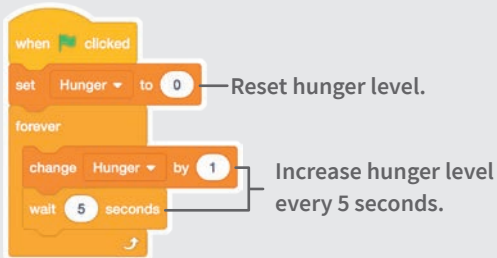 when clicked
set Hunger to 0
Reset hunger level.
forever
change Hunger by 1
Increase hunger level
every 5 seconds.
wait 5 seconds